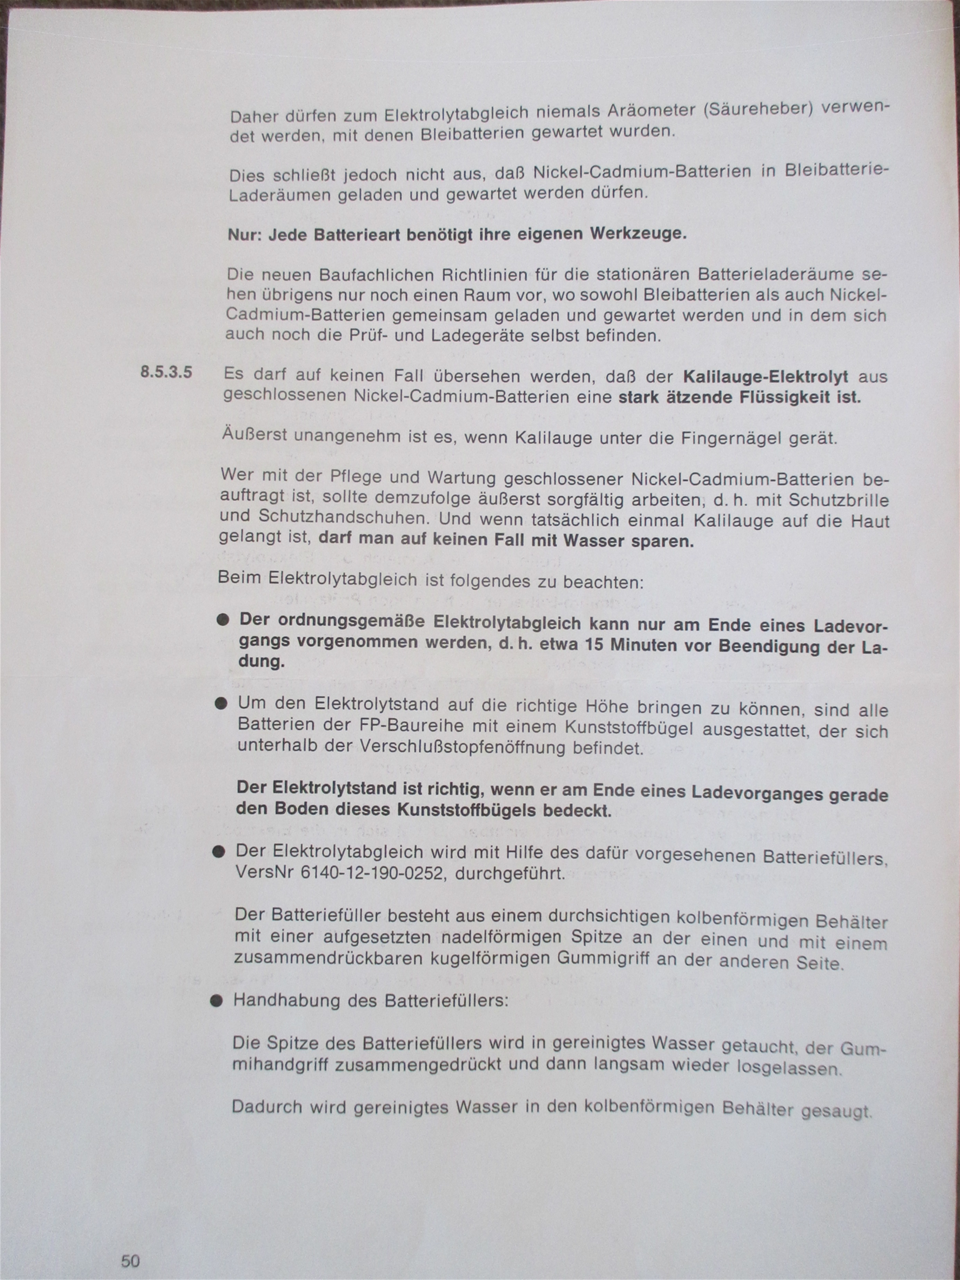 Daher dürfen zum Elektrolytabgleich niemals Aräometer (Säureheber) verwen-
det werden, mit denen Bleibatterien gewartet wurden.
Dies schließt jedoch nicht aus, daß Nickel-Cadmium-Batterien in Bleibatterie-
Laderäumen geladen und gewartet werden dürfen.
Nur: Jede Batterieart benötigt ihre eigenen Werkzeuge.
Die neuen Baufachlichen Richtlinien für die stationären Batterieladeräume se-
hen übrigens nur noch einen Raum vor, wo sowohl Bleibatterien als auch Nickel-
Cadmium-Batterien gemeinsam geladen und gewartet werden und in dem sich
auch noch die Prüf- und Ladegeräte selbst befinden.
8.5.3.5 Es darf auf keinen Fall übersehen werden, daß der Kalilauge-Elektrolyt aus
geschlossenen Nickel-Cadmium-Batterien eine stark ätzende Flüssigkeit ist.
Äußerst unangenehm ist es, wenn Kalilauge unter die Fingernägel gerät.
Wer mit der Pflege und Wartung geschlossener Nickel-Cadmium-Batterien be-
auftragt ist, sollte demzufolge äußerst sorgfältig arbeiten, d. h. mit Schutzbrille
und Schutzhandschuhen. Und wenn tatsächlich einmal Kalilauge auf die Haut
gelangt ist, darf man auf keinen Fall mit Wasser sparen.
Beim Elektrolytabgleich ist folgendes zu beachten:
● Der ordnungsgemäße Elektrolytabgleich kann nur am Ende eines Ladevor-
gangs vorgenommen werden, d. h. etwa 15 Minuten vor Beendigung der La-
dung.
● Um den Elektrolytstand auf die richtige Höhe bringen zu können, sind alle
Batterien der FP-Baureihe mit einem Kunststoffbügel ausgestattet, der sich
unterhalb der Verschlußstopfenöffnung befindet.
Der Elektrolytstand ist richtig, wenn er am Ende eines Ladevorganges gerade
den Boden dieses Kunststoffbügels bedeckt.
● Der Elektrolytabgleich wird mit Hilfe des dafür vorgesehenen Batteriefüllers,
VersNr 6140-12-190-0252, durchgeführt.
Der Batteriefüller besteht aus einem durchsichtigen kolbenförmigen Behälter
mit einer aufgesetzten nadelförmigen Spitze an der einen und mit einem
zusammendrückbaren kugelförmigen Gummigriff an der anderen Seite.
● Handhabung des Batteriefüllers:
Die Spitze des Batteriefüllers wird in gereinigtes Wasser getaucht, der Gum-
mihandgriff zusammengedrückt und dann langsam wieder losgelassen.
Dadurch wird gereinigtes Wasser in den kolbenförmigen Behälter gesaugt.
50